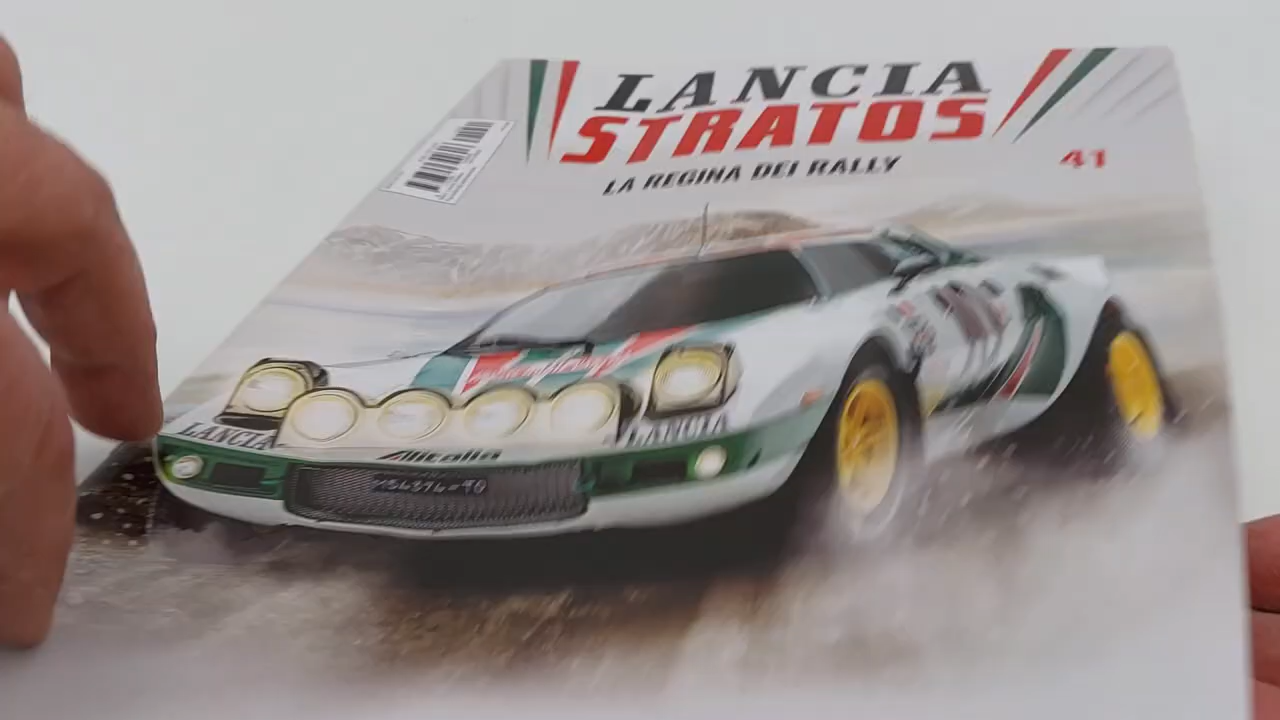 LANCIA
STRATOS
LA REGINA DEI RALLY
41
LANCIA
LANCIA
Alitalia